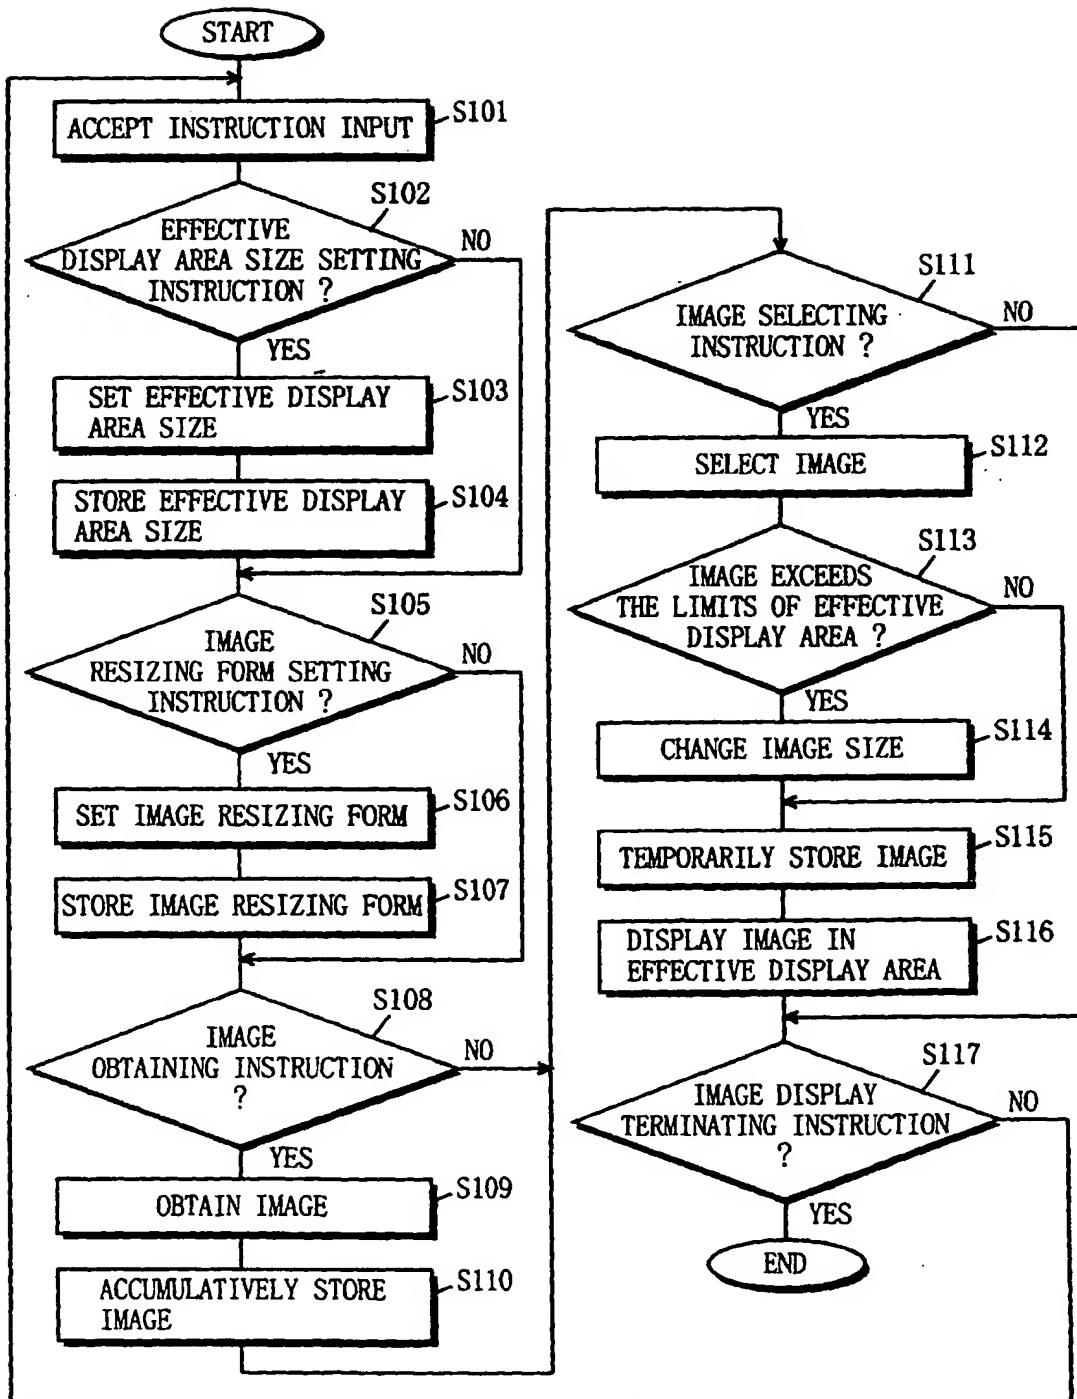 START
ACCEPT INSTRUCTION INPUT
S101
S102
EFFECTIVE
DISPLAY AREA SIZE SETTING
INSTRUCTION ?
NO
YES
SET EFFECTIVE DISPLAY
AREA SIZE
S103
STORE EFFECTIVE DISPLAY
AREA SIZE
S104
S105
IMAGE
RESIZING FORM SETTING
INSTRUCTION ?
NO
YES
SET IMAGE RESIZING FORM
S106
STORE IMAGE RESIZING FORM
S107
S108
IMAGE
OBTAINING INSTRUCTION
?
NO
YES
OBTAIN IMAGE
S109
ACCUMULATIVELY STORE
IMAGE
S110
S111
IMAGE SELECTING
INSTRUCTION ?
NO
YES
SELECT IMAGE
S112
S113
IMAGE EXCEEDS
THE LIMITS OF EFFECTIVE
DISPLAY AREA ?
NO
YES
CHANGE IMAGE SIZE
S114
TEMPORARILY STORE IMAGE
S115
DISPLAY IMAGE IN
EFFECTIVE DISPLAY AREA
S116
S117
IMAGE DISPLAY
TERMINATING INSTRUCTION
?
NO
YES
END